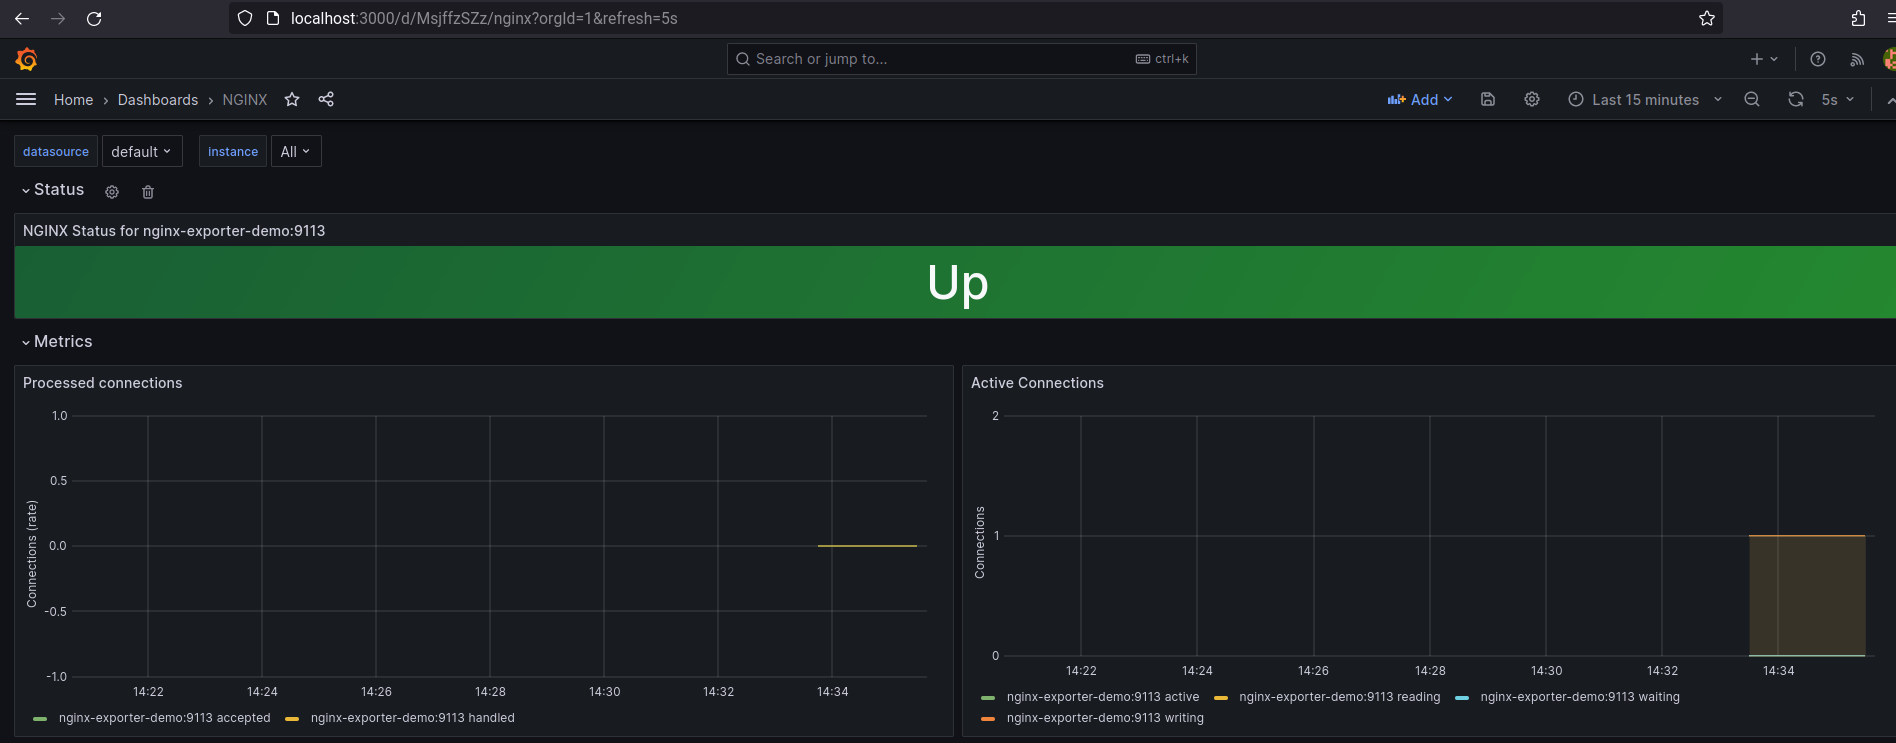 localhost:3000/d/MsjffzSZz/nginx?orgId=1&refresh=5s
Search or jump to... ctrl+k
Home › Dashboards › NGINX Add Last 15 minutes 5s
datasource default instance All
Status
NGINX Status for nginx-exporter-demo:9113
Up
Metrics
Processed connections
1.0
0.5
0.0
-0.5
-1.0
Connections (rate)
14:22 14:24 14:26 14:28 14:30 14:32 14:34
nginx-exporter-demo:9113 accepted nginx-exporter-demo:9113 handled
Active Connections
2
1
0
Connections
14:22 14:24 14:26 14:28 14:30 14:32 14:34
nginx-exporter-demo:9113 active nginx-exporter-demo:9113 reading nginx-exporter-demo:9113 waiting
nginx-exporter-demo:9113 writing